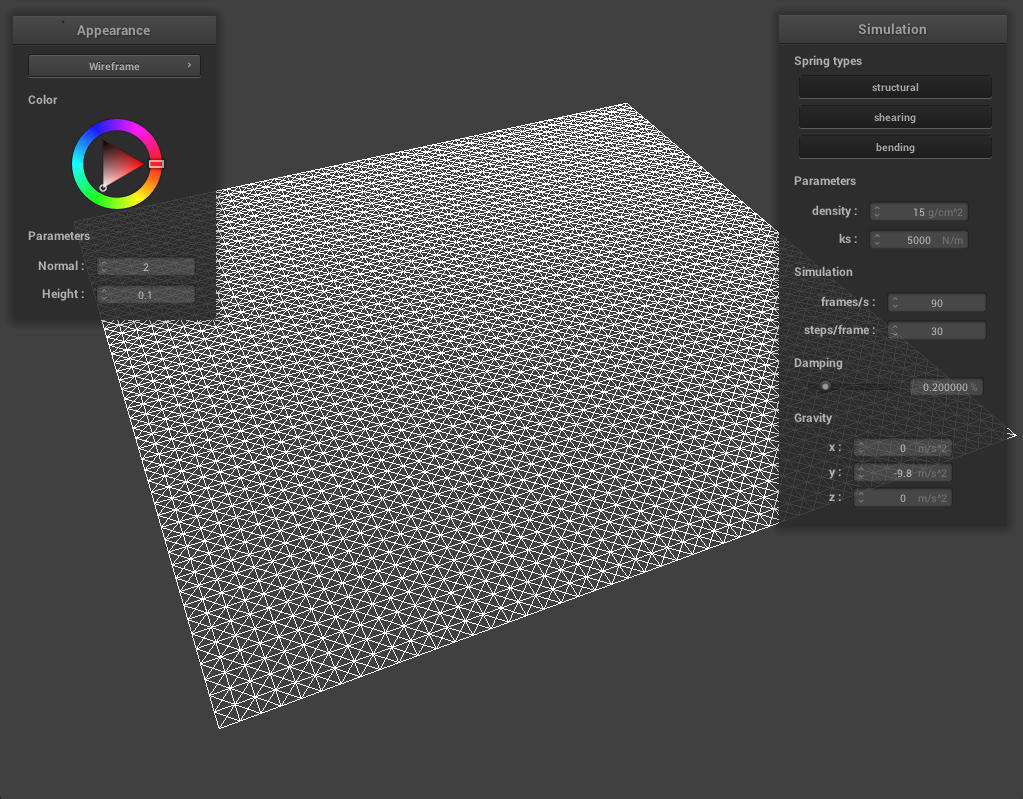 Appearance
Wireframe
Color
Parameters
Normal : 2
Height : 0.1
Simulation
Spring types
structural
shearing
bending
Parameters
density : 15 g/cm^2
ks : 5000 N/m
Simulation
frames/s : 90
steps/frame : 30
Damping
0.200000 %
Gravity
x : 0 m/s^2
y : -9.8 m/s^2
z : 0 m/s^2